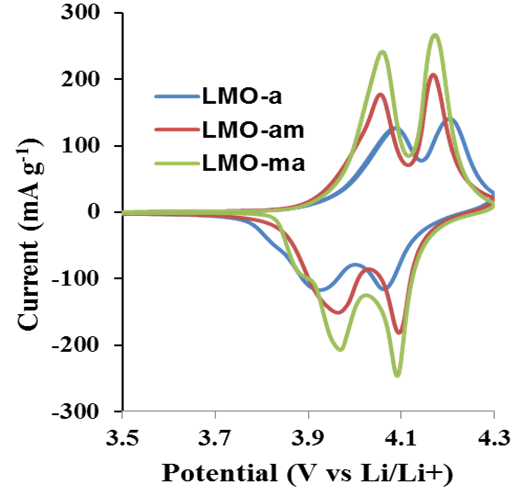 300
200
100
0
-100
-200
-300
LMO-a
LMO-am
LMO-ma
Current (mA g-1)
3.5 3.7 3.9 4.1 4.3
Potential (V vs Li/Li+)